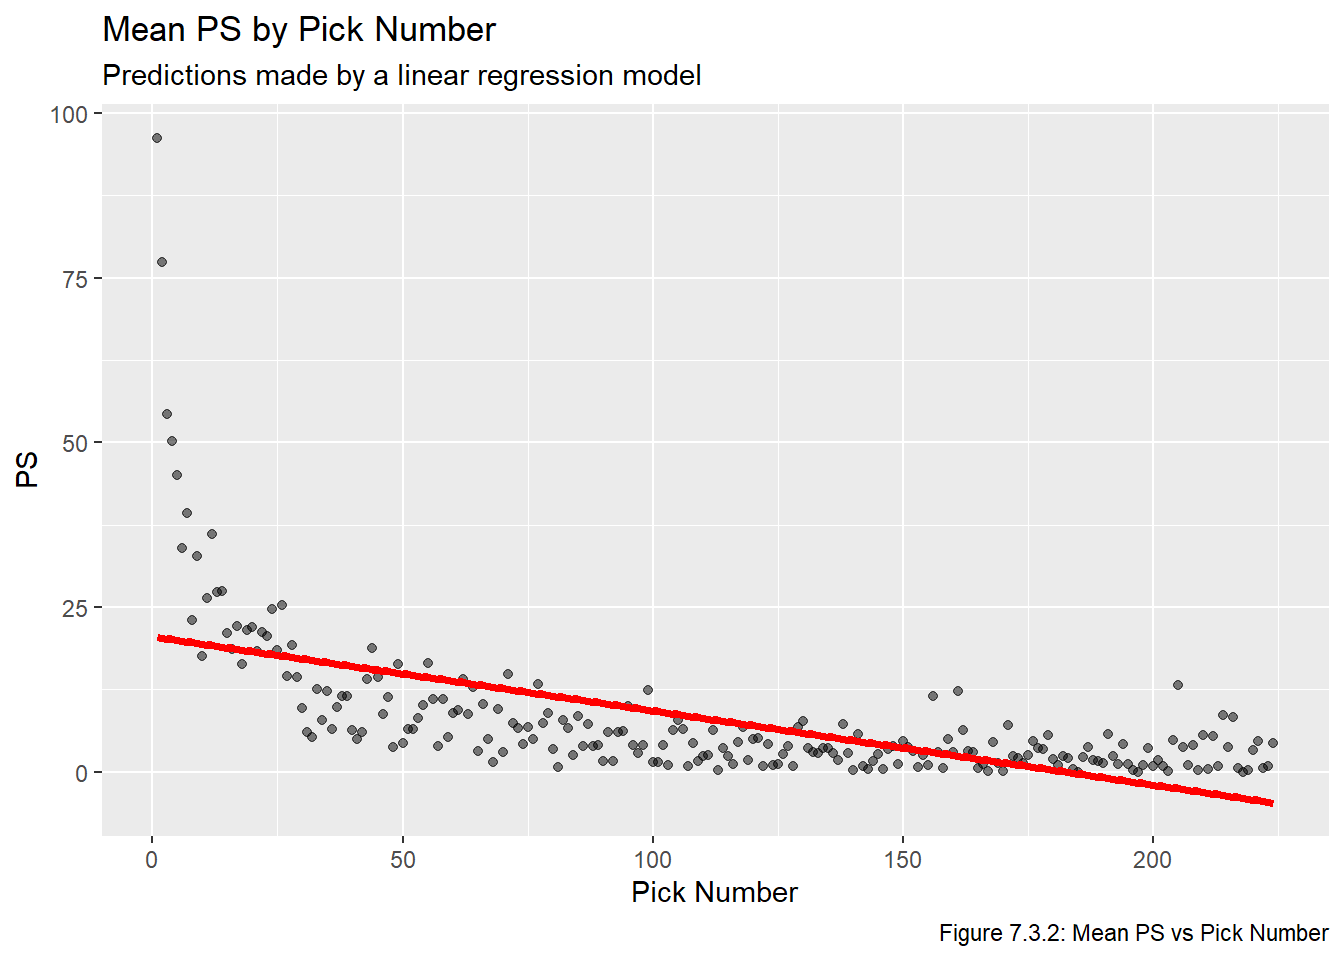 Mean PS by Pick Number
Predictions made by a linear regression model
100
75
50
25
0
PS
0 50 100 150 200
Pick Number
Figure 7.3.2: Mean PS vs Pick Number